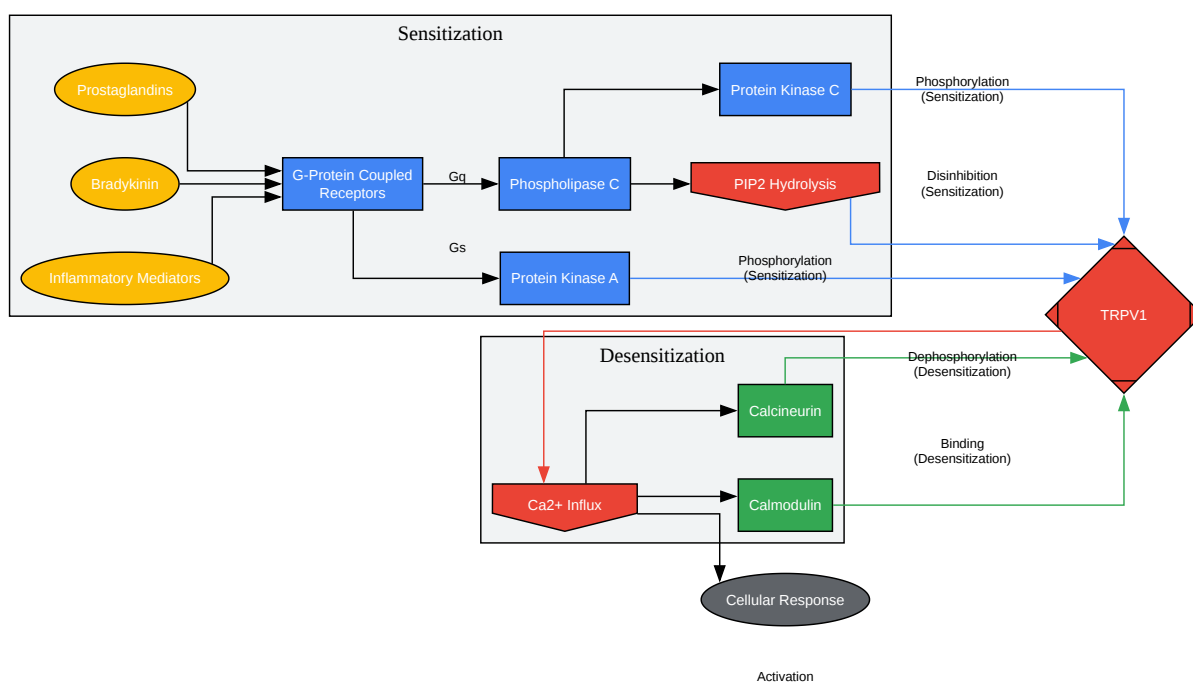 Sensitization
Prostaglandins
Protein Kinase C
Phosphorylation
(Sensitization)
Bradykinin
G-Protein Coupled
Receptors
Gq
Phospholipase C
PIP2 Hydrolysis
Disinhibition
(Sensitization)
Gs
Inflammatory Mediators
Protein Kinase A
Phosphorylation
(Sensitization)
TRPV1
Desensitization
Dephosphorylation
(Desensitization)
Calcineurin
Binding
(Desensitization)
Ca2+ Influx
Calmodulin
Cellular Response
Activation